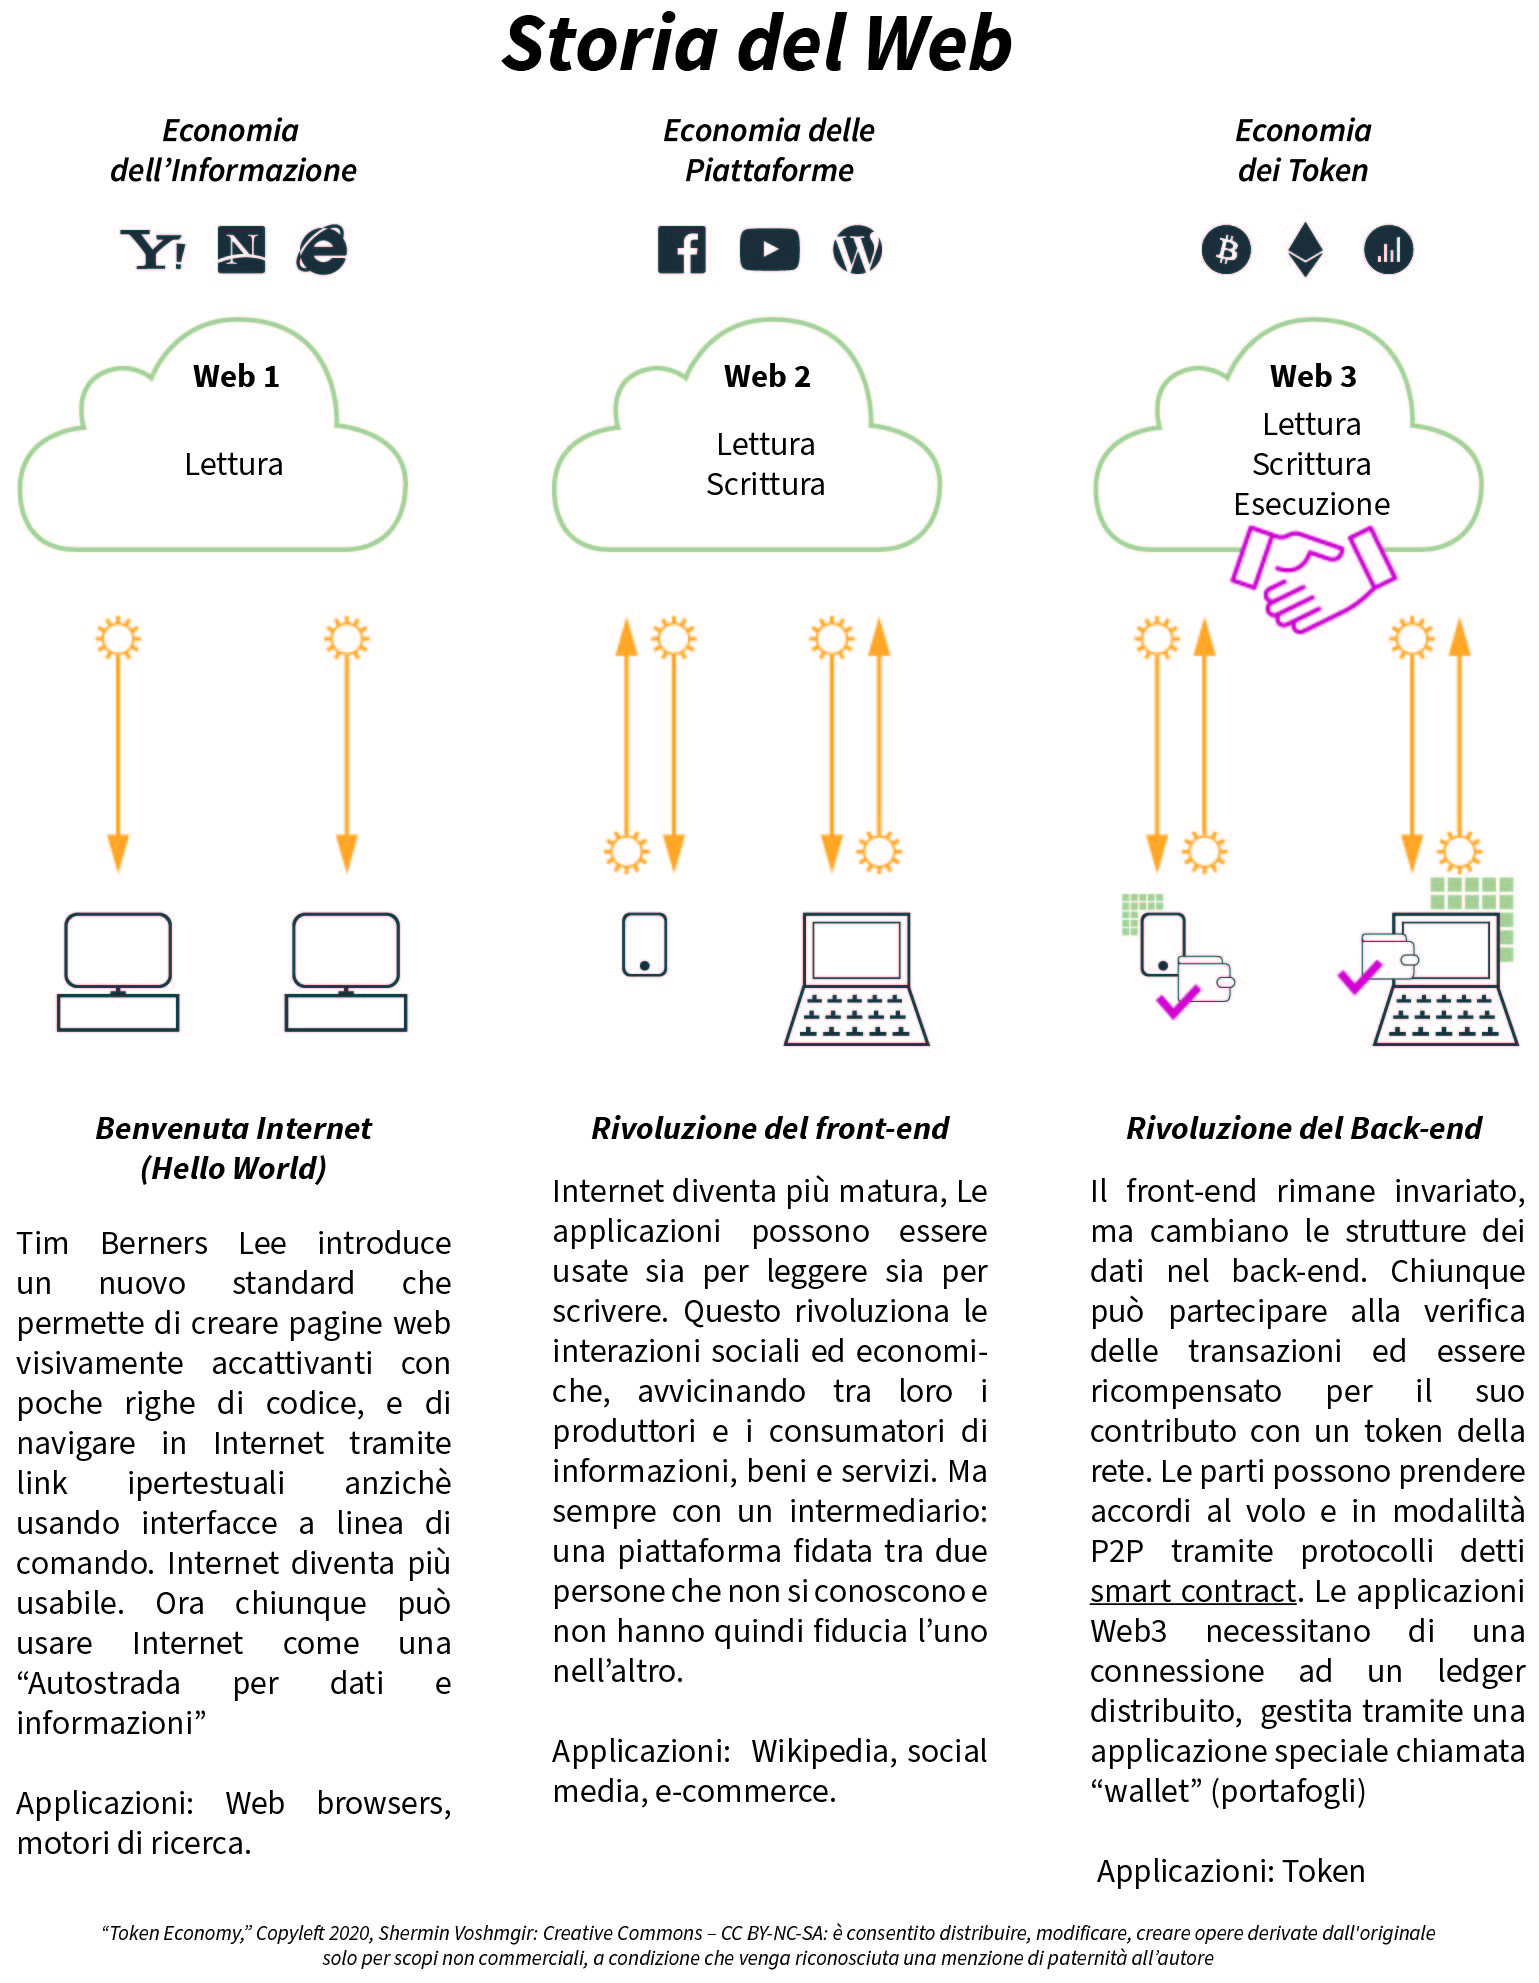 Storia del Web
Economia
dell’Informazione
Y!
N
e
Web 1
Lettura
Benvenuta Internet
(Hello World)
Tim Berners Lee introduce
un nuovo standard che
permette di creare pagine web
visivamente accattivanti con
poche righe di codice, e di
navigare in Internet tramite
link ipertestuali anzichè
usando interfacce a linea di
comando. Internet diventa più
usabile. Ora chiunque può
usare Internet come una
“Autostrada per dati e
informazioni”
Applicazioni: Web browsers,
motori di ricerca.
Economia delle
Piattaforme
f
W
Web 2
Lettura
Scrittura
Rivoluzione del front-end
Internet diventa più matura, Le
applicazioni possono essere
usate sia per leggere sia per
scrivere. Questo rivoluziona le
interazioni sociali ed economi-
che, avvicinando tra loro i
produttori e i consumatori di
informazioni, beni e servizi. Ma
sempre con un intermediario:
una piattaforma fidata tra due
persone che non si conoscono e
non hanno quindi fiducia l’uno
nell’altro.
Applicazioni: Wikipedia, social
media, e-commerce.
Economia
dei Token
₿
Web 3
Lettura
Scrittura
Esecuzione
Rivoluzione del Back-end
Il front-end rimane invariato,
ma cambiano le strutture dei
dati nel back-end. Chiunque
può partecipare alla verifica
delle transazioni ed essere
ricompensato per il suo
contributo con un token della
rete. Le parti possono prendere
accordi al volo e in modaliltà
P2P tramite protocolli detti
smart contract. Le applicazioni
Web3 necessitano di una
connessione ad un ledger
distribuito, gestita tramite una
applicazione speciale chiamata
“wallet” (portafogli)
Applicazioni: Token
“Token Economy,” Copyleft 2020, Shermin Voshmgir: Creative Commons – CC BY-NC-SA: è consentito distribuire, modificare, creare opere derivate dall'originale
solo per scopi non commerciali, a condizione che venga riconosciuta una menzione di paternità all’autore